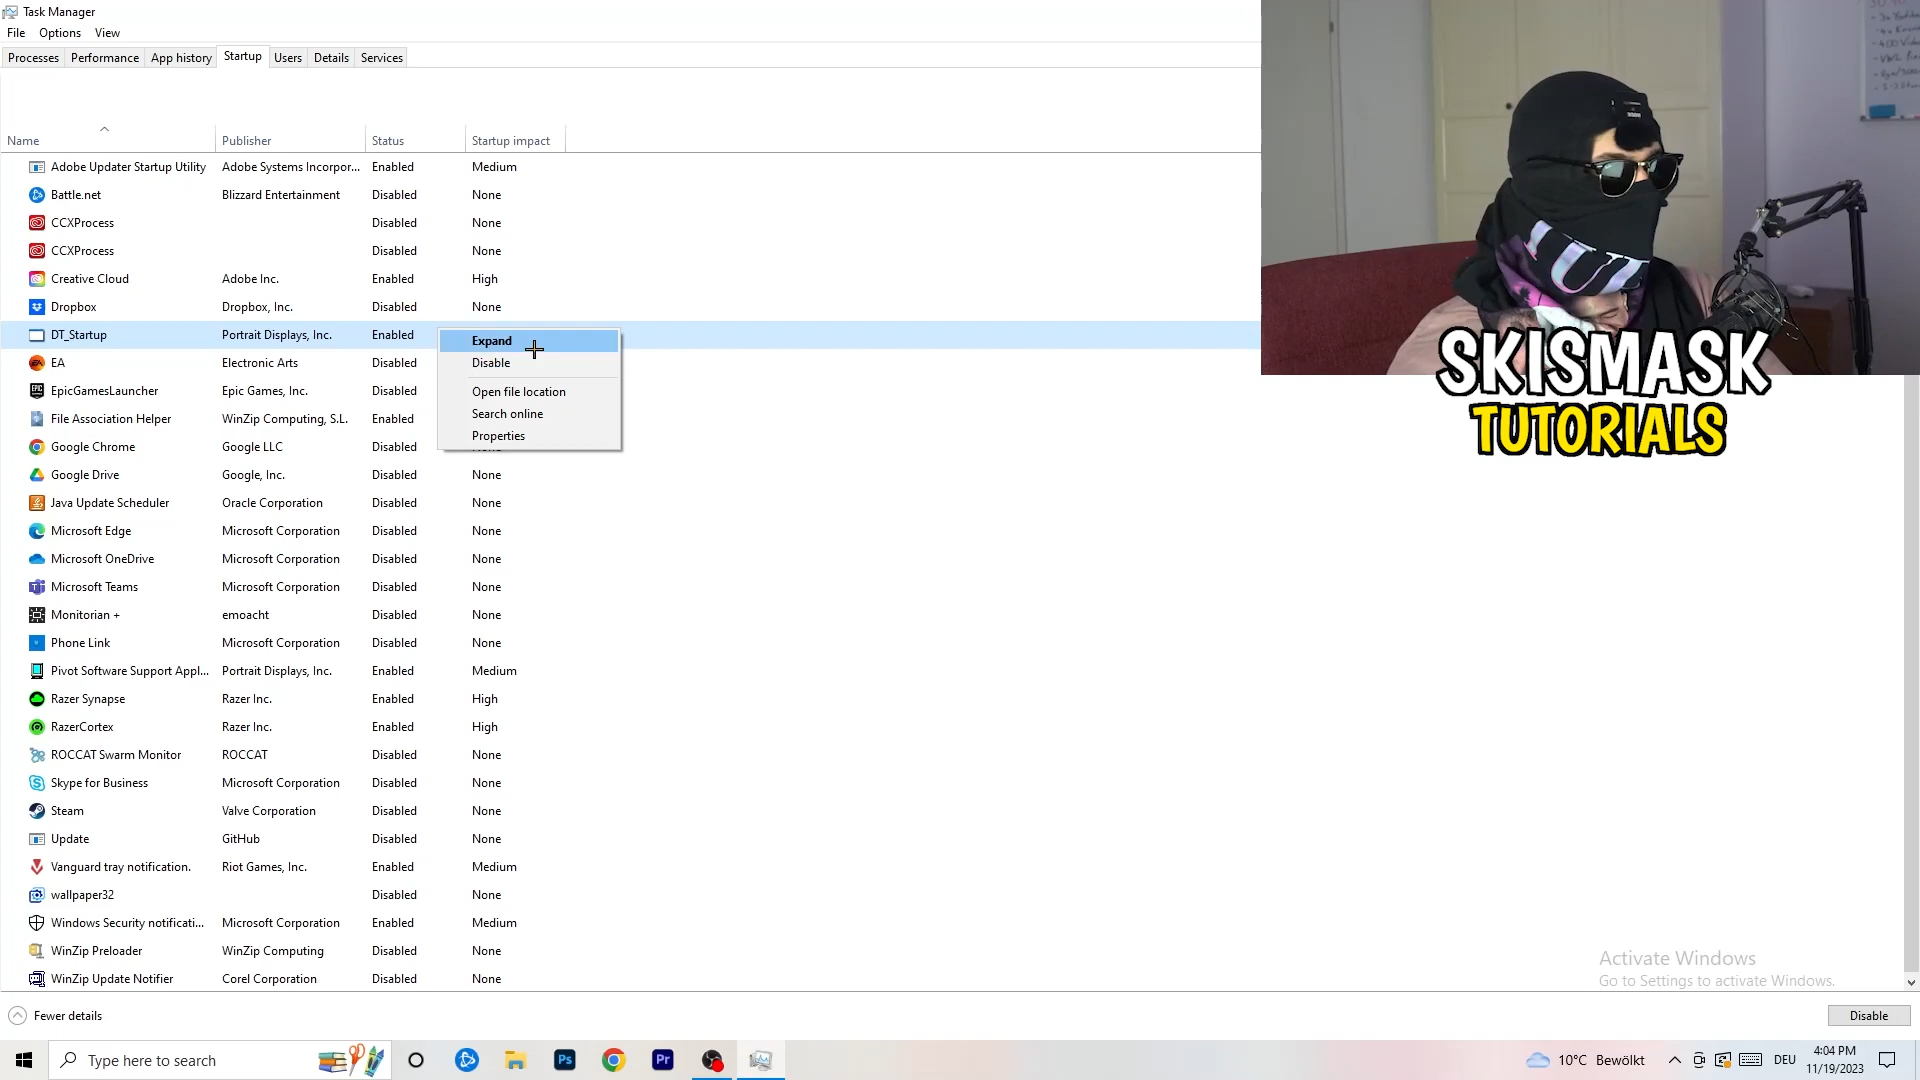 Task Manager
File Options View
Processes Performance App history Startup Users Details Services
Name Publisher Status Startup impact
Adobe Updater Startup Utility Adobe Systems Incorpor... Enabled Medium
Battle.net Blizzard Entertainment Disabled None
CCXProcess Disabled None
CCXProcess Disabled None
Creative Cloud Adobe Inc. Enabled High
Dropbox Dropbox, Inc. Disabled None
DT_Startup Portrait Displays, Inc. Enabled
EA Electronic Arts Disabled
EpicGamesLauncher Epic Games, Inc. Disabled
File Association Helper WinZip Computing, S.L. Enabled
Google Chrome Google LLC Disabled
Google Drive Google, Inc. Disabled None
Java Update Scheduler Oracle Corporation Disabled None
Microsoft Edge Microsoft Corporation Disabled None
Microsoft OneDrive Microsoft Corporation Disabled None
Microsoft Teams Microsoft Corporation Disabled None
Monitorian + emoacht Disabled None
Phone Link Microsoft Corporation Disabled None
Pivot Software Support Appl... Portrait Displays, Inc. Enabled Medium
Razer Synapse Razer Inc. Enabled High
RazerCortex Razer Inc. Enabled High
ROCCAT Swarm Monitor ROCCAT Disabled None
Skype for Business Microsoft Corporation Disabled None
Steam Valve Corporation Disabled None
Update GitHub Disabled None
Vanguard tray notification. Riot Games, Inc. Enabled Medium
wallpaper32 Disabled None
Windows Security notificati... Microsoft Corporation Enabled Medium
WinZip Preloader WinZip Computing Disabled None
WinZip Update Notifier Corel Corporation Disabled None
Expand
Disable
Open file location
Search online
Properties
SKISMASK
TUTORIALS
Activate Windows
Go to Settings to activate Windows.
Fewer details
Disable
Type here to search
Ps
Pr
10°C Bewölkt
DEU
4:04 PM
11/19/2023